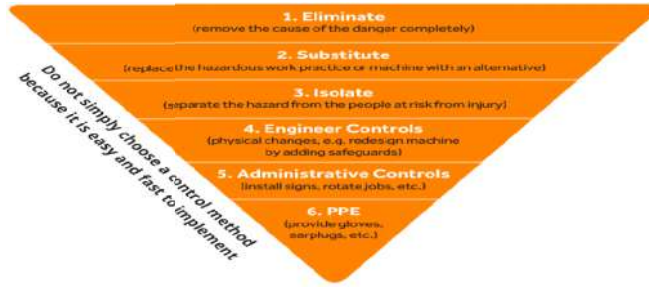 1. Eliminate
(remove the cause of the danger completely)
2. Substitute
(replace the hazardous work practice or machine with an alternative)
3. Isolate
(separate the hazard from the people at risk from injury)
4. Engineer Controls
(physical changes, e.g. redesign machine
by adding safeguards)
5. Administrative Controls
(install signs, rotate jobs, etc.)
6. PPE
(provide gloves,
earplugs, etc.)
Do not simply choose a control method
because it is easy and fast to implement